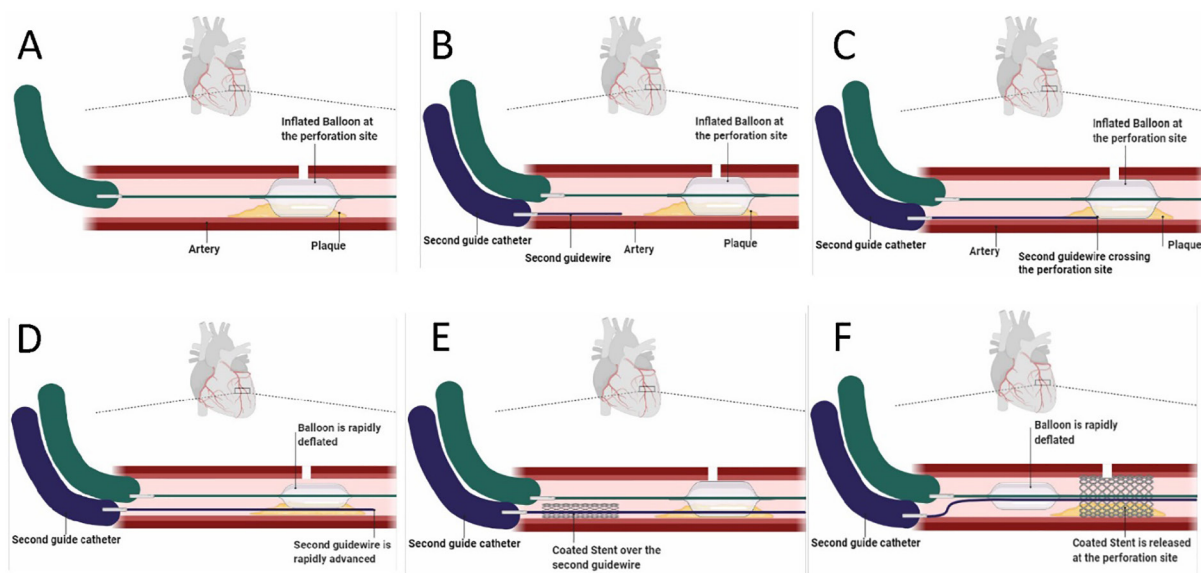 A
Inflated Balloon at
the perforation site
Artery
Plaque
B
Inflated Balloon at
the perforation site
Second guide catheter
Second guidewire
Artery
Plaque
C
Inflated Balloon at
the perforation site
Second guide catheter
Artery
Second guidewire crossing
the perforation site
Plaque
D
Balloon is rapidly
deflated
Second guide catheter
Second guidewire is
rapidly advanced
E
Second guide catheter
Coated Stent over the
second guidewire
F
Balloon is rapidly
deflated
Second guide catheter
Coated Stent is released
at the perforation site